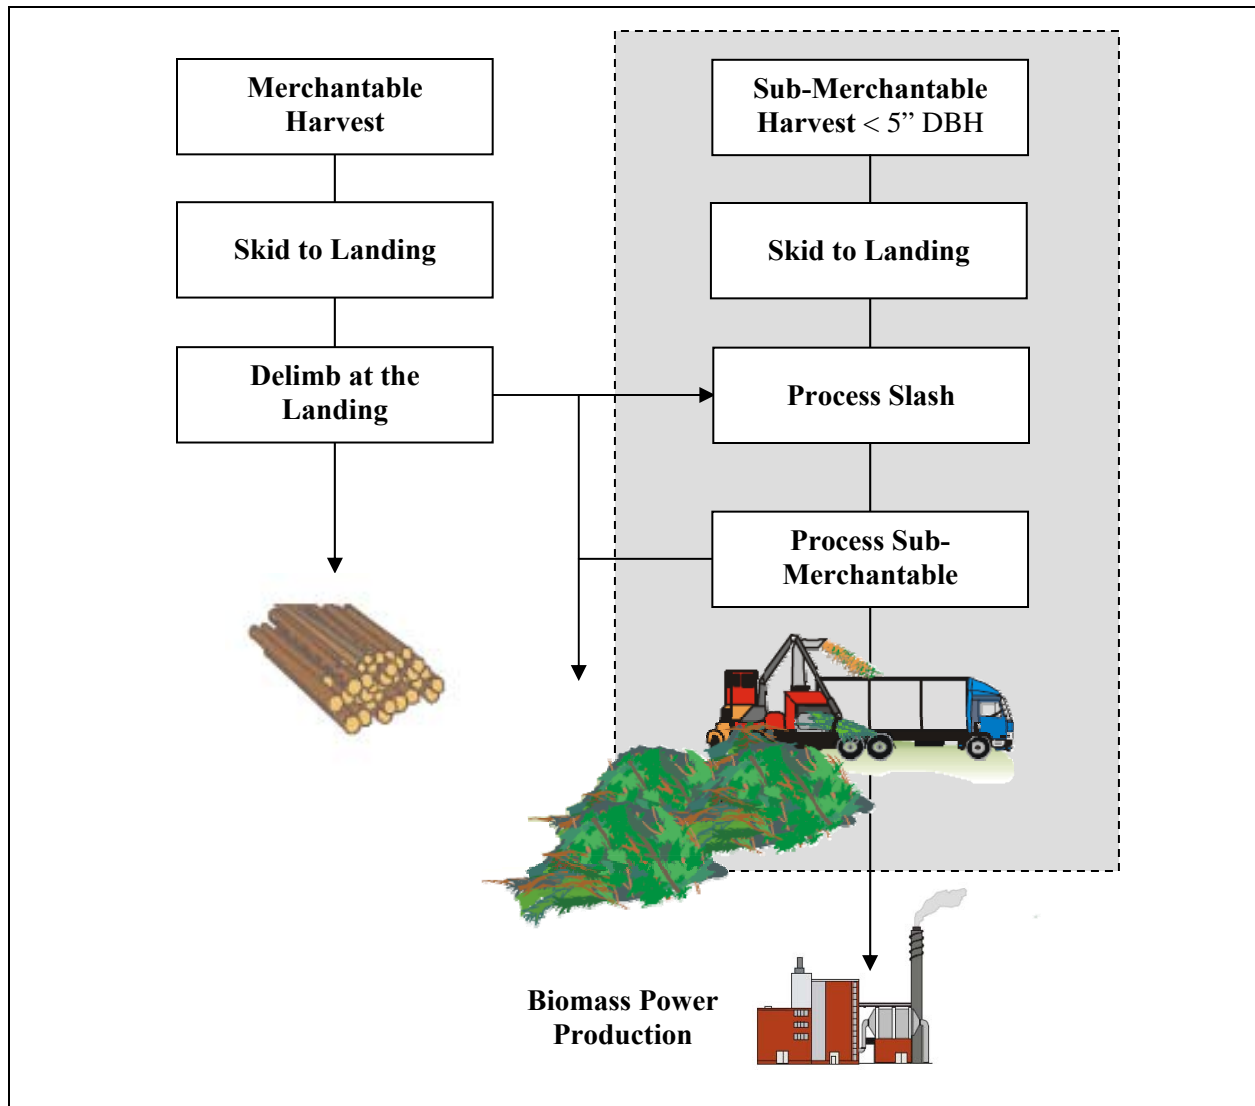 Merchantable
Harvest
Skid to Landing
Delimb at the
Landing
Sub-Merchantable
Harvest < 5” DBH
Skid to Landing
Process Slash
Process Sub-
Merchantable
Biomass Power
Production